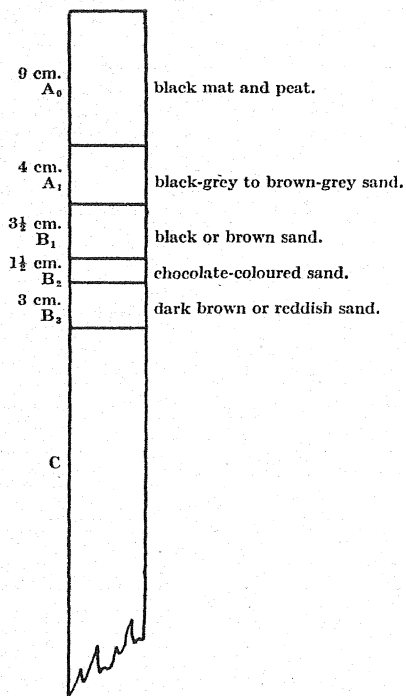 9 cm.
A₀
black mat and peat.
4 cm.
A₁
black-grey to brown-grey sand.
3½ cm.
B₁
black or brown sand.
1½ cm.
B₂
chocolate-coloured sand.
3 cm.
B₃
dark brown or reddish sand.
C